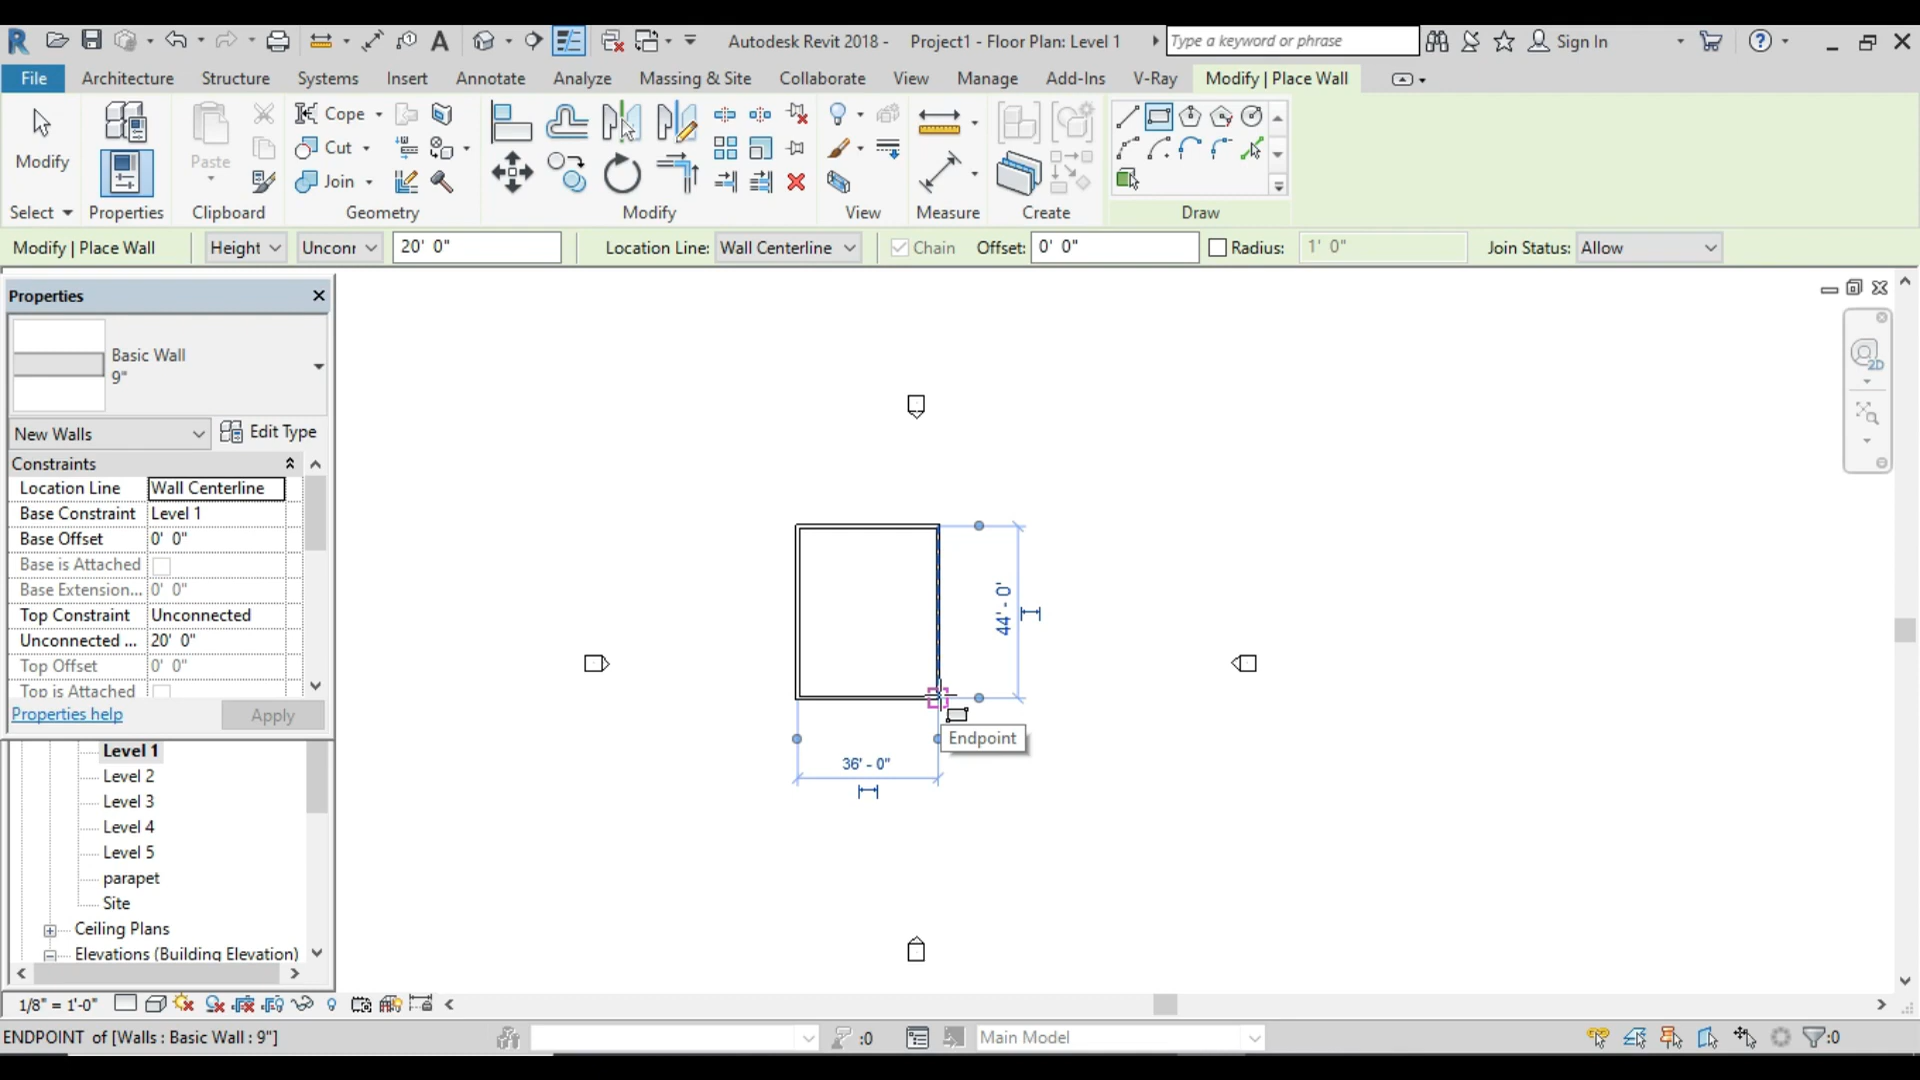 Autodesk Revit 2018 - Project1 - Floor Plan: Level 1
Type a keyword or phrase
Sign In
File Architecture Structure Systems Insert Annotate Analyze Massing & Site Collaborate View Manage Add-Ins V-Ray Modify | Place Wall
Modify
Paste
Cope
Cut
Join
Select Properties Clipboard Geometry Modify View Measure Create Draw
Modify | Place Wall Height Uncon 20' 0" Location Line: Wall Centerline Chain Offset: 0' 0" Radius: 1' 0" Join Status: Allow
Properties
Basic Wall
9"
New Walls Edit Type
Constraints
Location Line Wall Centerline
Base Constraint Level 1
Base Offset 0' 0"
Base is Attached
Base Extension... 0' 0"
Top Constraint Unconnected
Unconnected ... 20' 0"
Top Offset 0' 0"
Top is Attached
Properties help Apply
Level 1
Level 2
Level 3
Level 4
Level 5
parapet
Site
Ceiling Plans
Elevations (Building Elevation)
2D
44' - 0'
Endpoint
36' - 0"
1/8" = 1'-0"
ENDPOINT of [Walls : Basic Wall : 9"] :0 Main Model :0